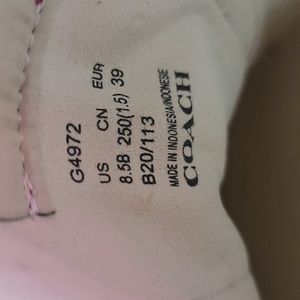 G4972
US CN EUR
8.5B 250(1.5) 39
B20/113
MADE IN INDONESIA/INDONESIE
COACH